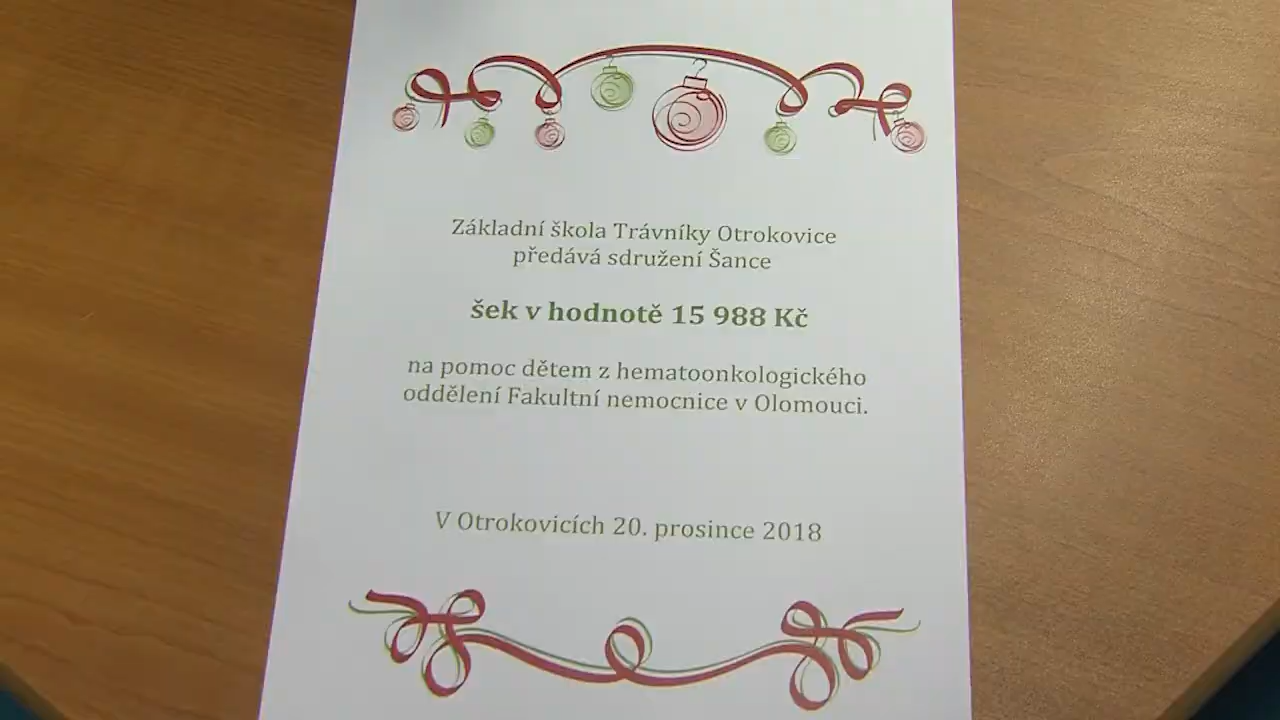 Základní škola Trávníky Otrokovice
předává sdružení Šance
šek v hodnotě 15 988 Kč
na pomoc dětem z hematoonkologického
oddělení Fakultní nemocnice v Olomouci.
V Otrokovicích 20. prosince 2018